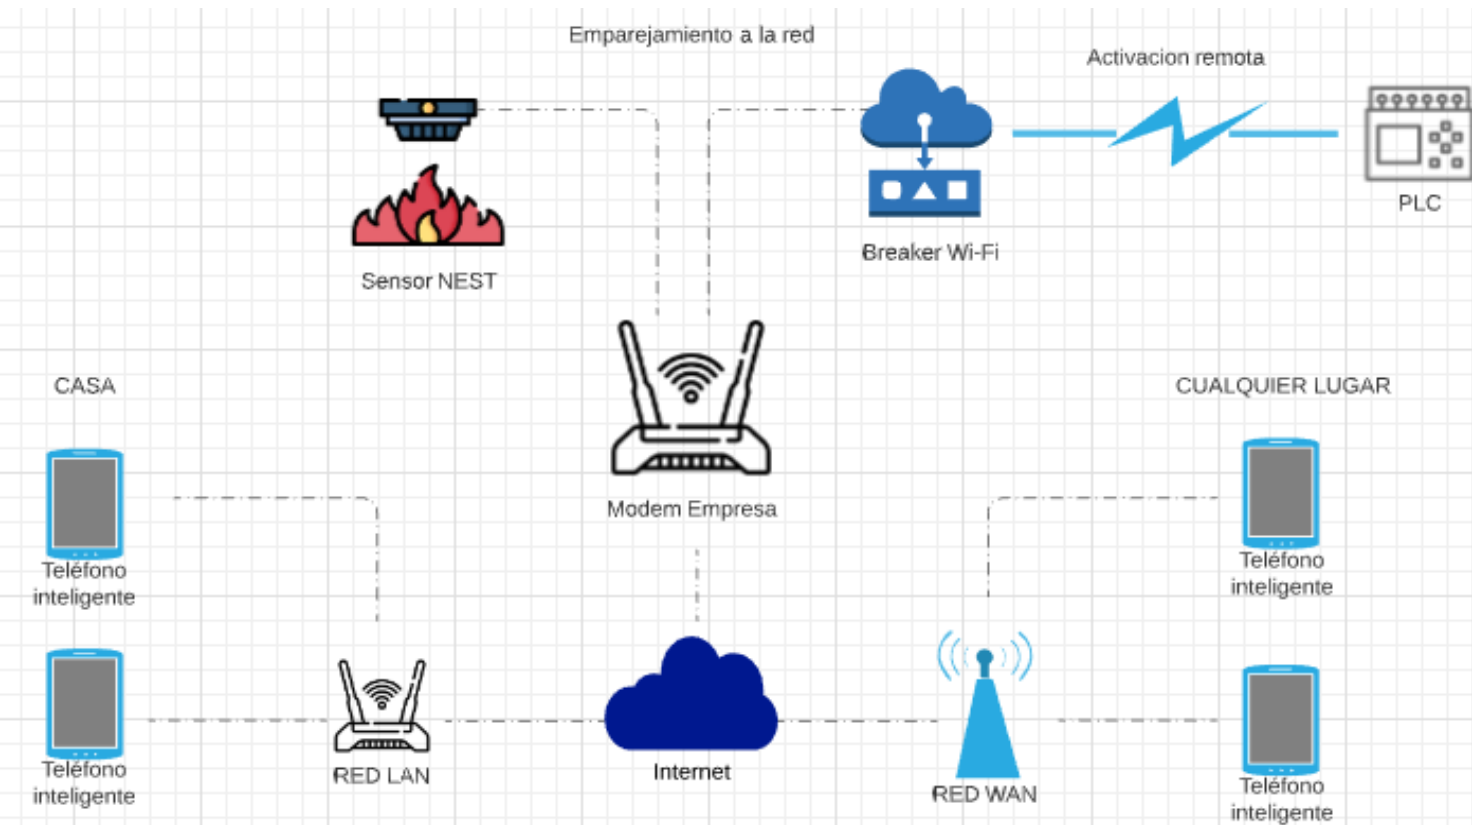 Emparejamiento a la red
Activacion remota
PLC
Breaker Wi-Fi
Sensor NEST
CASA
CUALQUIER LUGAR
Modem Empresa
Teléfono
inteligente
Teléfono
inteligente
Teléfono
inteligente
RED LAN
Internet
RED WAN
Teléfono
inteligente